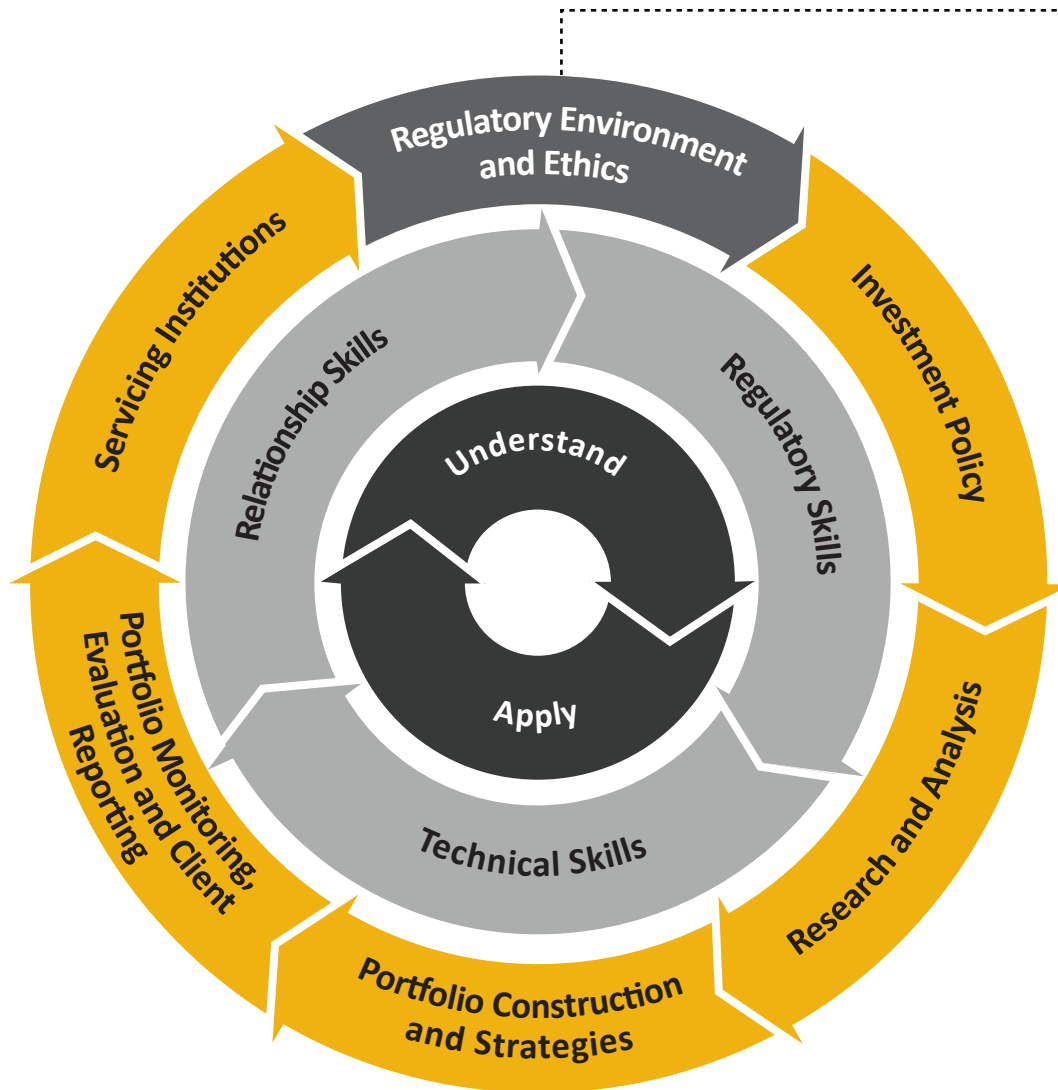 Regulatory Environment
and Ethics
Investment Policy
Research and Analysis
Portfolio Construction
and Strategies
Portfolio Monitoring,
Evaluation and Client
Reporting
Servicing Institutions
Relationship Skills
Regulatory Skills
Technical Skills
Understand
Apply